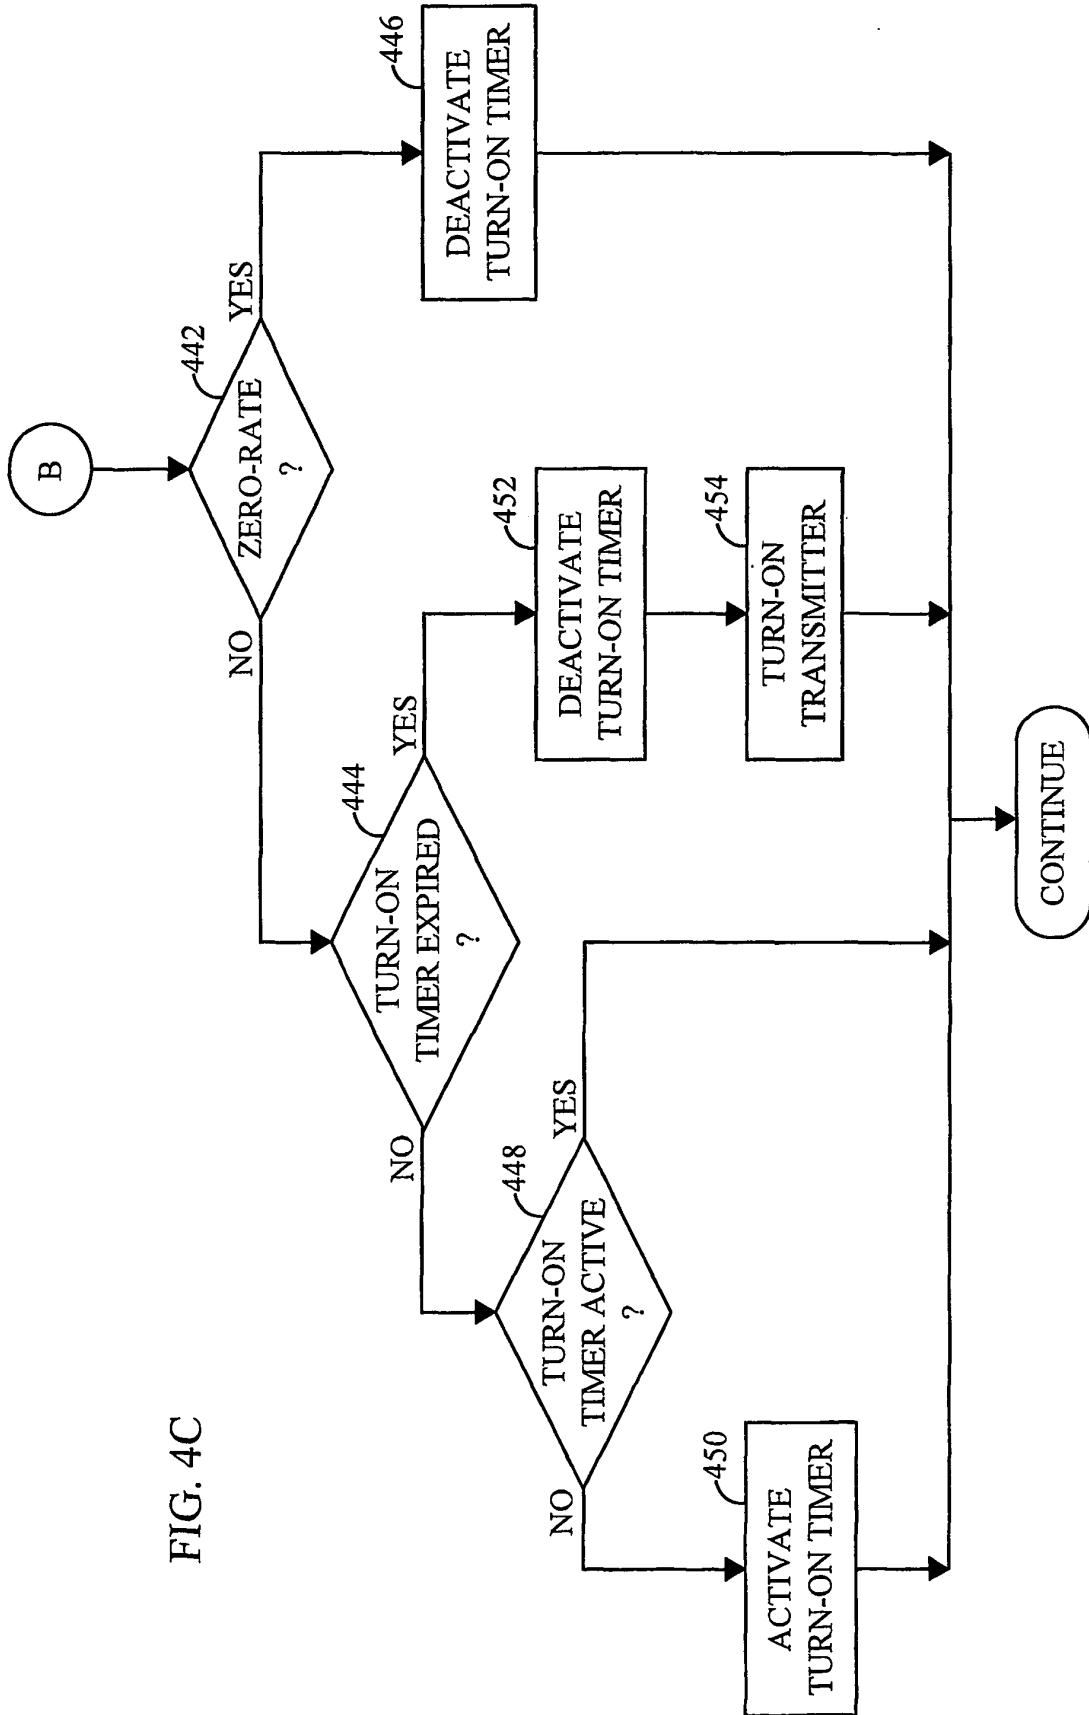 FIG. 4C
B
442
ZERO-RATE
?
NO
YES
446
DEACTIVATE
TURN-ON TIMER
444
TURN-ON
TIMER EXPIRED
?
NO
YES
452
DEACTIVATE
TURN-ON TIMER
454
TURN-ON
TRANSMITTER
448
TURN-ON
TIMER ACTIVE
?
NO
YES
450
ACTIVATE
TURN-ON TIMER
CONTINUE